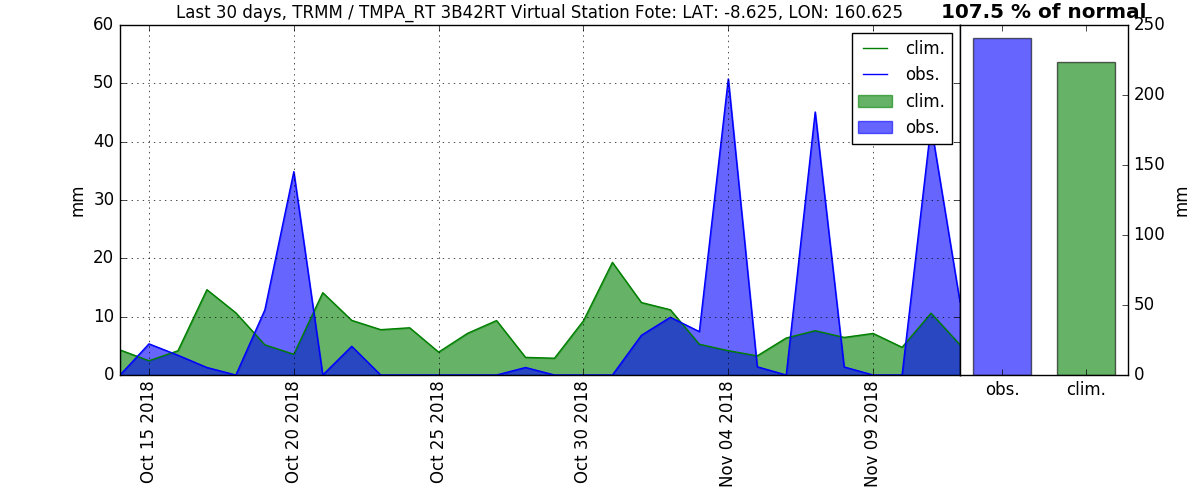 Last 30 days, TRMM / TMPA_RT 3B42RT Virtual Station Fote: LAT: -8.625, LON: 160.625
107.5 % of normal
60
50
40
30
20
10
0
mm
clim.
obs.
clim.
obs.
250
200
150
100
50
0
mm
Oct 15 2018
Oct 20 2018
Oct 25 2018
Oct 30 2018
Nov 04 2018
Nov 09 2018
obs.
clim.